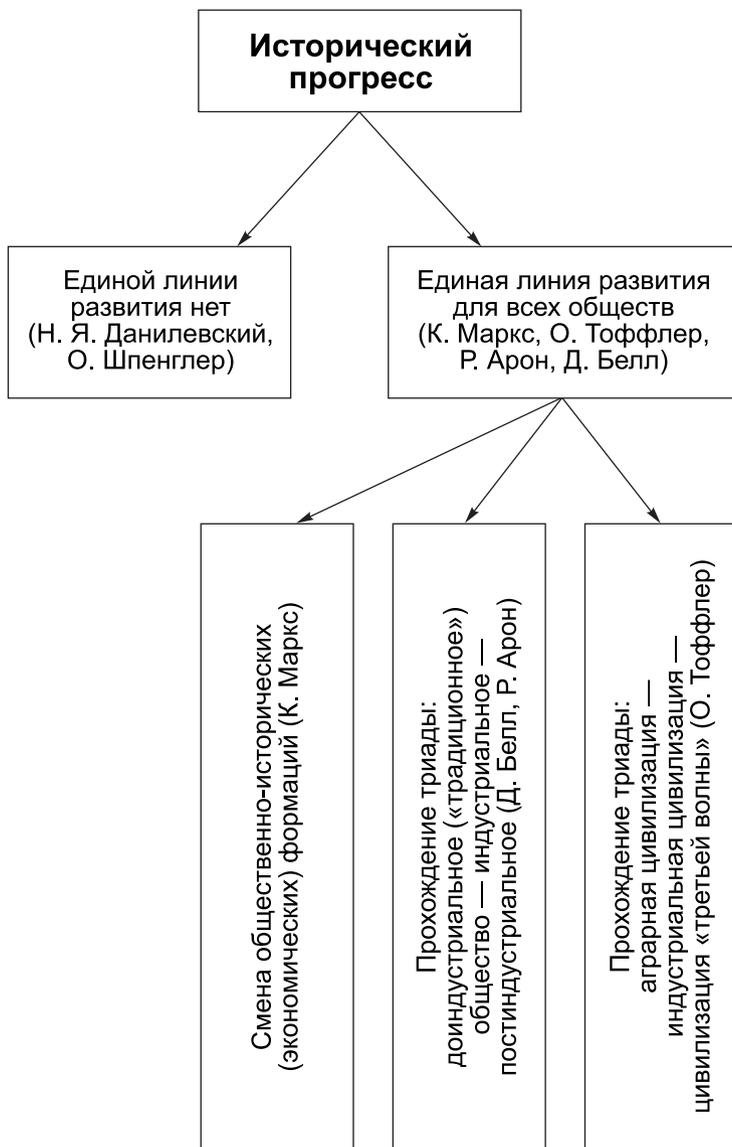 Исторический
прогресс
Единой линии
развития нет
(Н. Я. Данилевский,
О. Шпенглер)
Единая линия развития
для всех обществ
(К. Маркс, О. Тоффлер,
Р. Арон, Д. Белл)
Смена общественно-исторических
(экономических) формаций (К. Маркс)
Прохождение триады:
доиндустриальное («традиционное»)
общество — индустриальное —
постиндустриальное (Д. Белл, Р. Арон)
Прохождение триады:
аграрная цивилизация —
индустриальная цивилизация —
цивилизация «третьей волны» (О. Тоффлер)